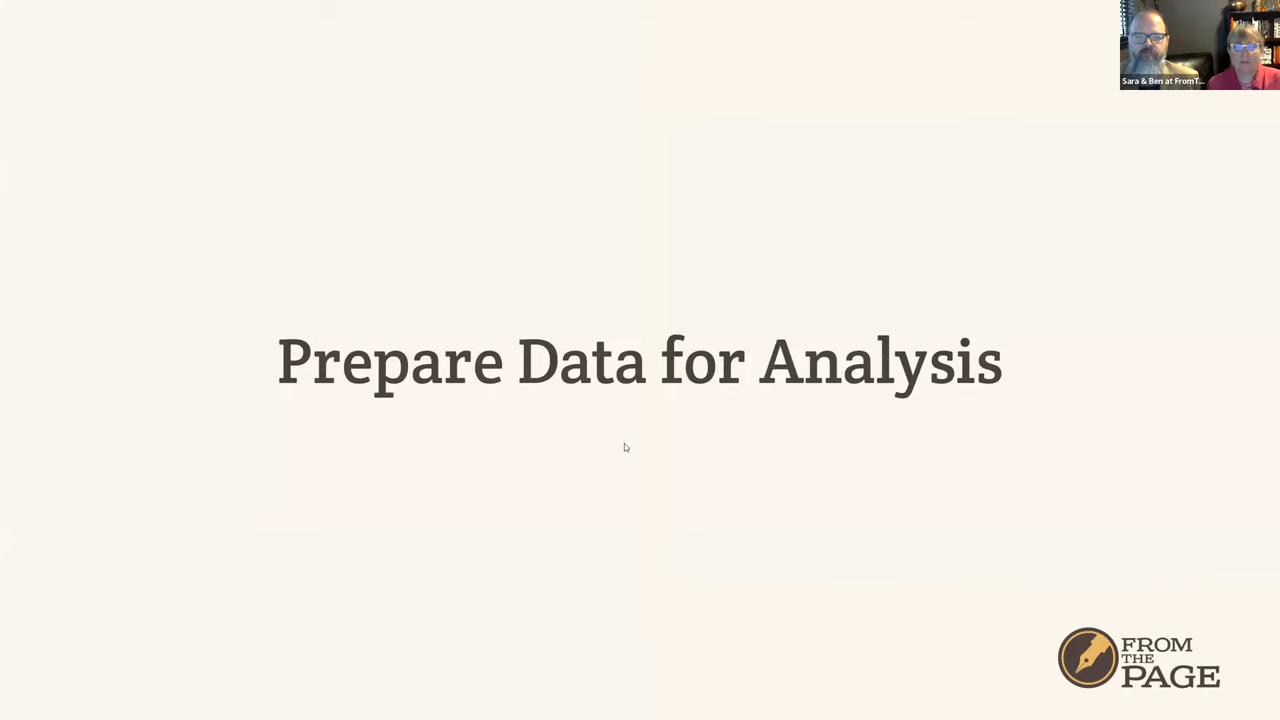 Sara & Ben at FromT...
Prepare Data for Analysis
FROM
THE
PAGE